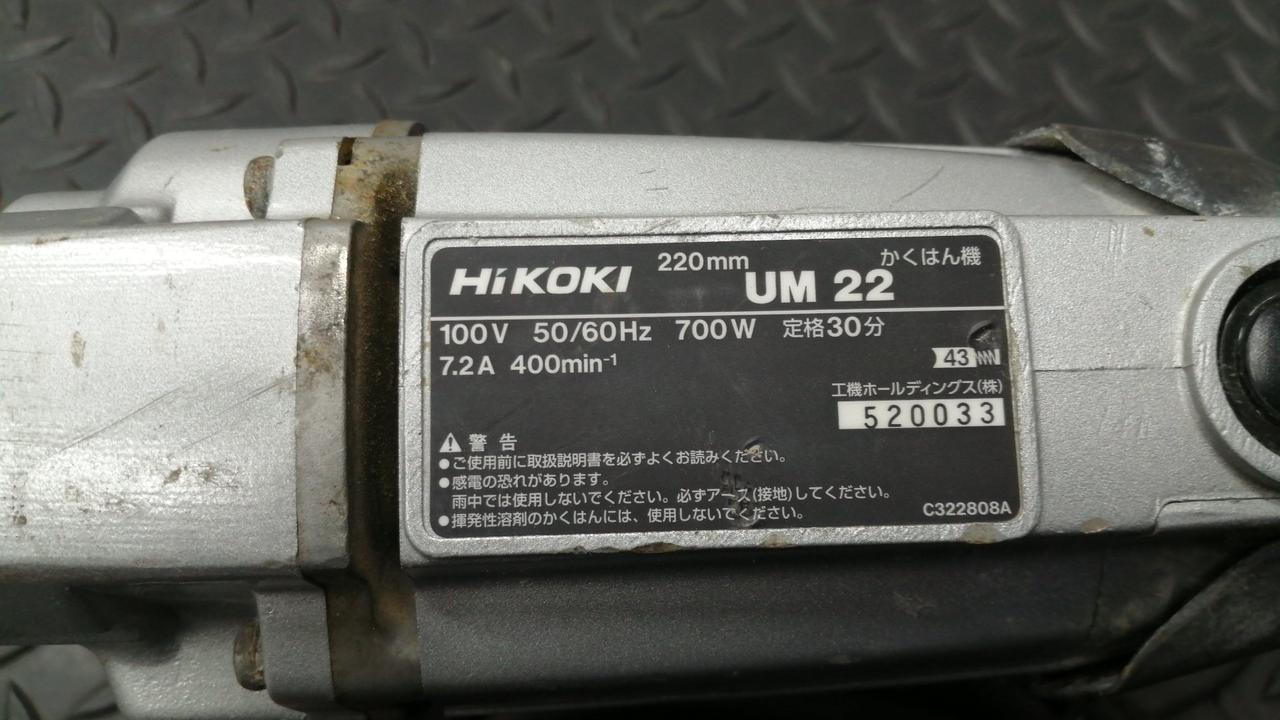 HiKOKI 220mm UM 22 かくはん機
100V 50/60Hz 700W 定格30分
7.2A 400min⁻¹
43
工機ホールディングス(株)
520033
⚠警告
●ご使用前に取扱説明書を必ずよくお読みください。
●感電の恐れがあります。
雨中では使用しないでください。必ずアース(接地)してください。
●揮発性溶剤のかくはんには、使用しないでください。
C322808A